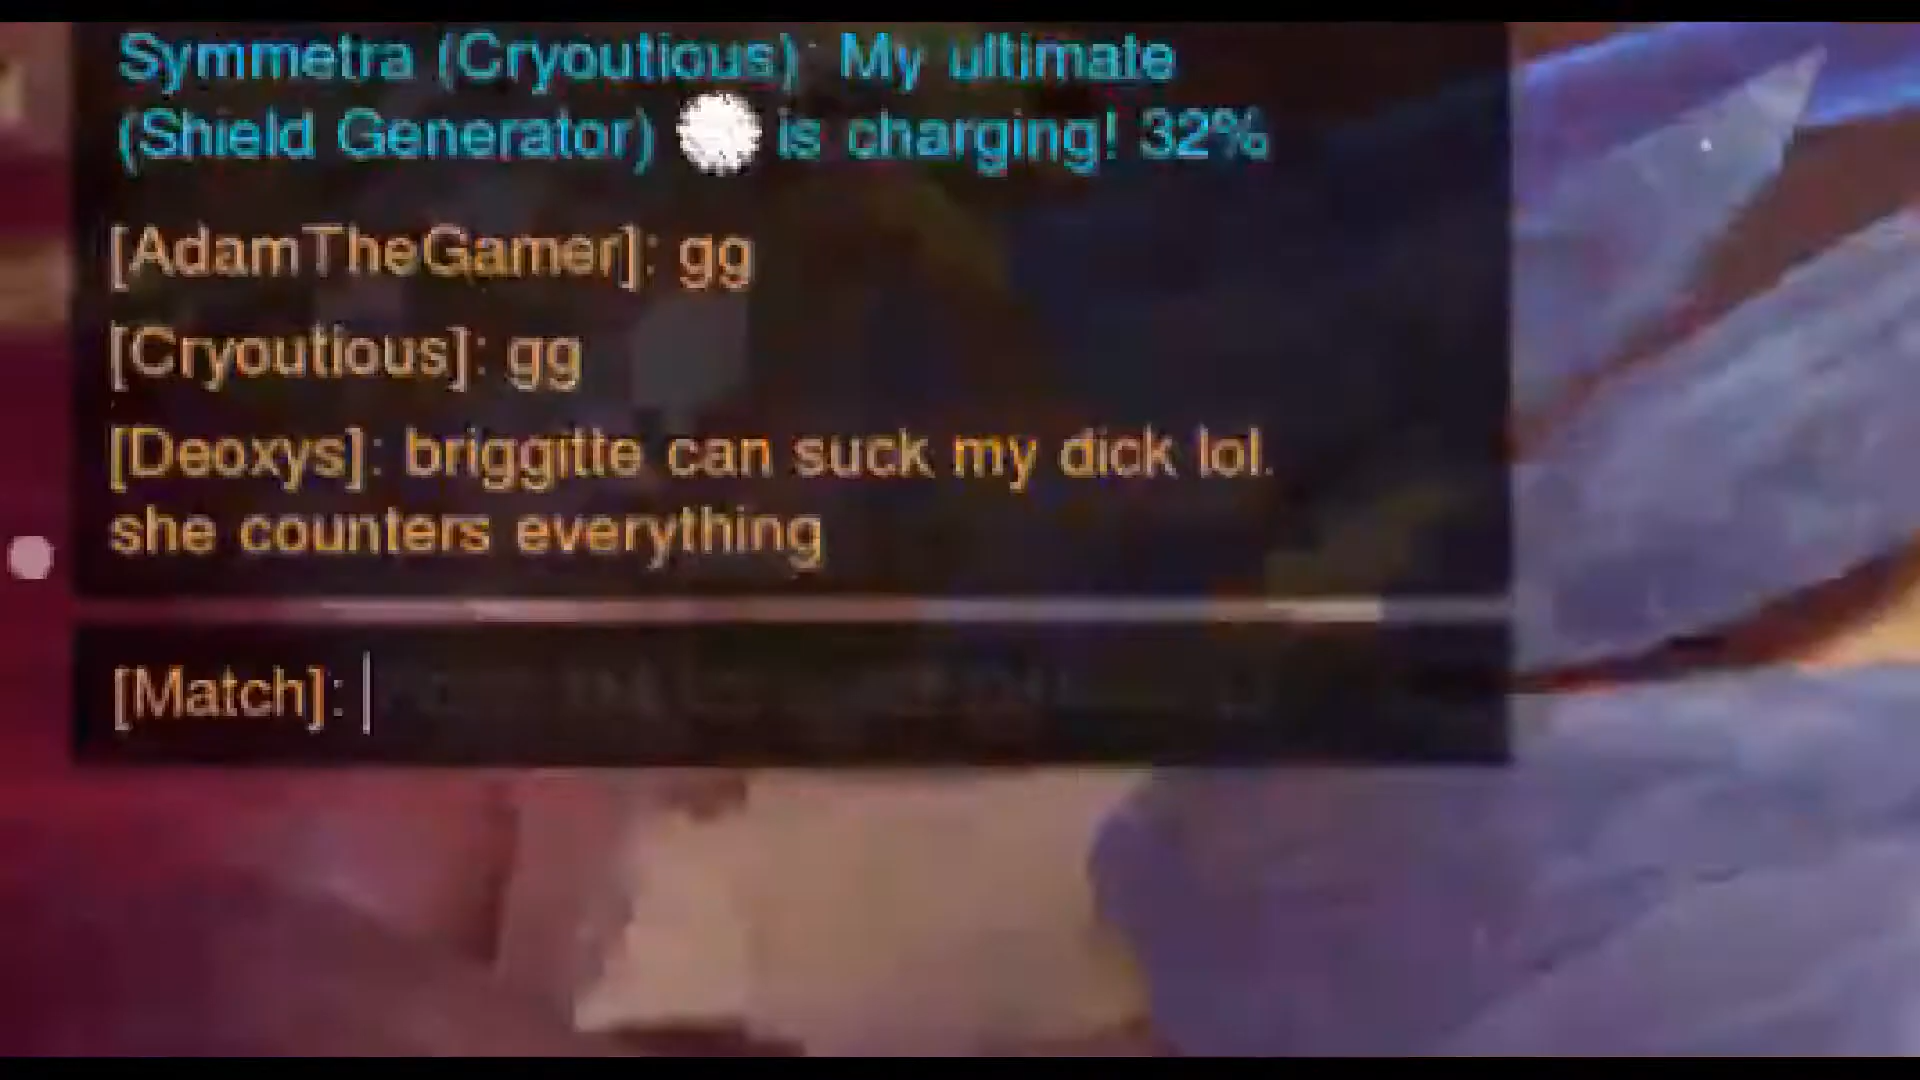 Symmetra (Cryoutious): My ultimate
(Shield Generator) is charging! 32%
[AdamTheGamer]: gg
[Cryoutious]: gg
[Deoxys]: briggitte can suck my dick lol.
she counters everything
[Match]: